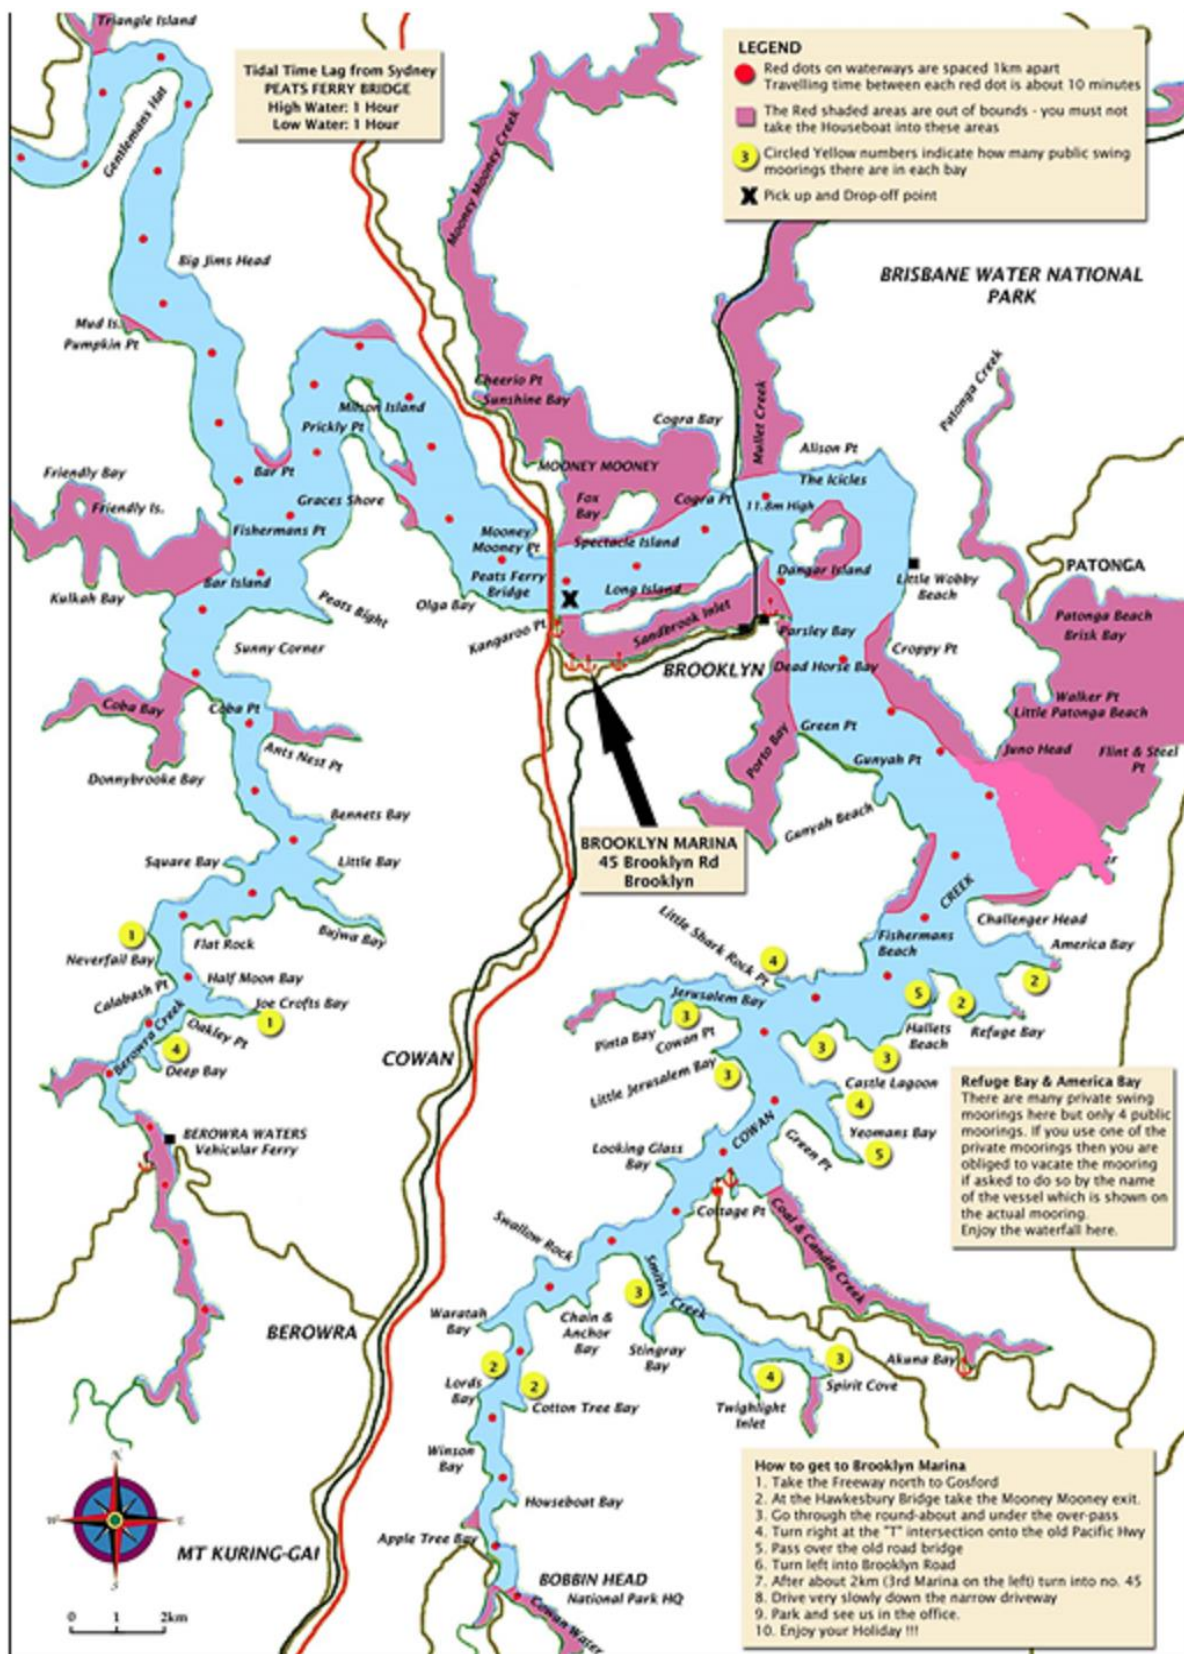 Triangle Island
Gentlemans Hat
Tidal Time Lag from Sydney
PEATS FERRY BRIDGE
High Water: 1 Hour
Low Water: 1 Hour
LEGEND
Red dots on waterways are spaced 1km apart
Travelling time between each red dot is about 10 minutes
The Red shaded areas are out of bounds - you must not
take the Houseboat into these areas
3
Circled Yellow numbers indicate how many public swing
moorings there are in each bay
X Pick up and Drop-off point
Mooney Mooney Creek
Big Jims Head
BRISBANE WATER NATIONAL
PARK
Mud Is.
Pumpkin Pt
Cheerio Pt
Sunshine Bay
Milson Island
Prickly Pt
Cogra Bay
Mullet Creek
Patonga Creek
Alison Pt
The Icicles
11.8m High
Bar Pt
Friendly Bay
Friendly Is.
MOONEY MOONEY
Fox
Bay
Cogra Pt
Graces Shore
Fishermans Pt
Mooney
Mooney Pt
Spectacle Island
Peats Ferry
Bridge
X
Long Island
Dangar Island
Little Wobby
Beach
PATONGA
Bar Island
Kulkah Bay
Peats Bight
Olga Bay
Kangaroo Pt
Sandbrook Inlet
Parsley Bay
Patonga Beach
Brisk Bay
Sunny Corner
BROOKLYN
Dead Horse Bay
Croppy Pt
Walker Pt
Little Patonga Beach
Coba Bay
Coba Pt
Ants Nest Pt
Donnybrooke Bay
Porto Bay
Green Pt
Gunyah Pt
Juno Head
Flint & Steel
Pt
Gunyah Beach
Bennets Bay
Square Bay
Little Bay
BROOKLYN MARINA
45 Brooklyn Rd
Brooklyn
Bujwa Bay
Flat Rock
1
Neverfail Bay
Half Moon Bay
Calabash Pt
Joe Crofts Bay
1
Berowra Creek
Oakley Pt
4
Deep Bay
CREEK
Challenger Head
Little Shark Rock Pt
4
Fishermans
Beach
America Bay
2
Jerusalem Bay
5
2
Hallets
Beach
Refuge Bay
Pinta Bay
3
Cowan Pt
3
3
Castle Lagoon
Little Jerusalem Bay
3
4
Yeomans Bay
5
COWAN
COWAN
Green Pt
Looking Glass
Bay
Refuge Bay & America Bay
There are many private swing
moorings here but only 4 public
moorings. If you use one of the
private moorings then you are
obliged to vacate the mooring
if asked to do so by the name
of the vessel which is shown on
the actual mooring.
Enjoy the waterfall here.
BEROWRA WATERS
Vehicular Ferry
Cottage Pt
Coal & Candle Creek
Swallow Rock
Smiths Creek
3
Waratah
Bay
Chain &
Anchor
Bay
Stingray
Bay
BEROWRA
2
Lords
Bay
2
Cotton Tree Bay
3
Spirit Cove
4
Twighlight
Inlet
Akuna Bay
Winson
Bay
Houseboat Bay
Apple Tree Bay
N
W
E
S
MT KURING-GAI
BOBBIN HEAD
National Park HQ
Cowan Water
0 1 2km
How to get to Brooklyn Marina
1. Take the Freeway north to Gosford
2. At the Hawkesbury Bridge take the Mooney Mooney exit.
3. Go through the round-about and under the over-pass
4. Turn right at the "T" intersection onto the old Pacific Hwy
5. Pass over the old road bridge
6. Turn left into Brooklyn Road
7. After about 2km (3rd Marina on the left) turn into no. 45
8. Drive very slowly down the narrow driveway
9. Park and see us in the office.
10. Enjoy your Holiday !!!